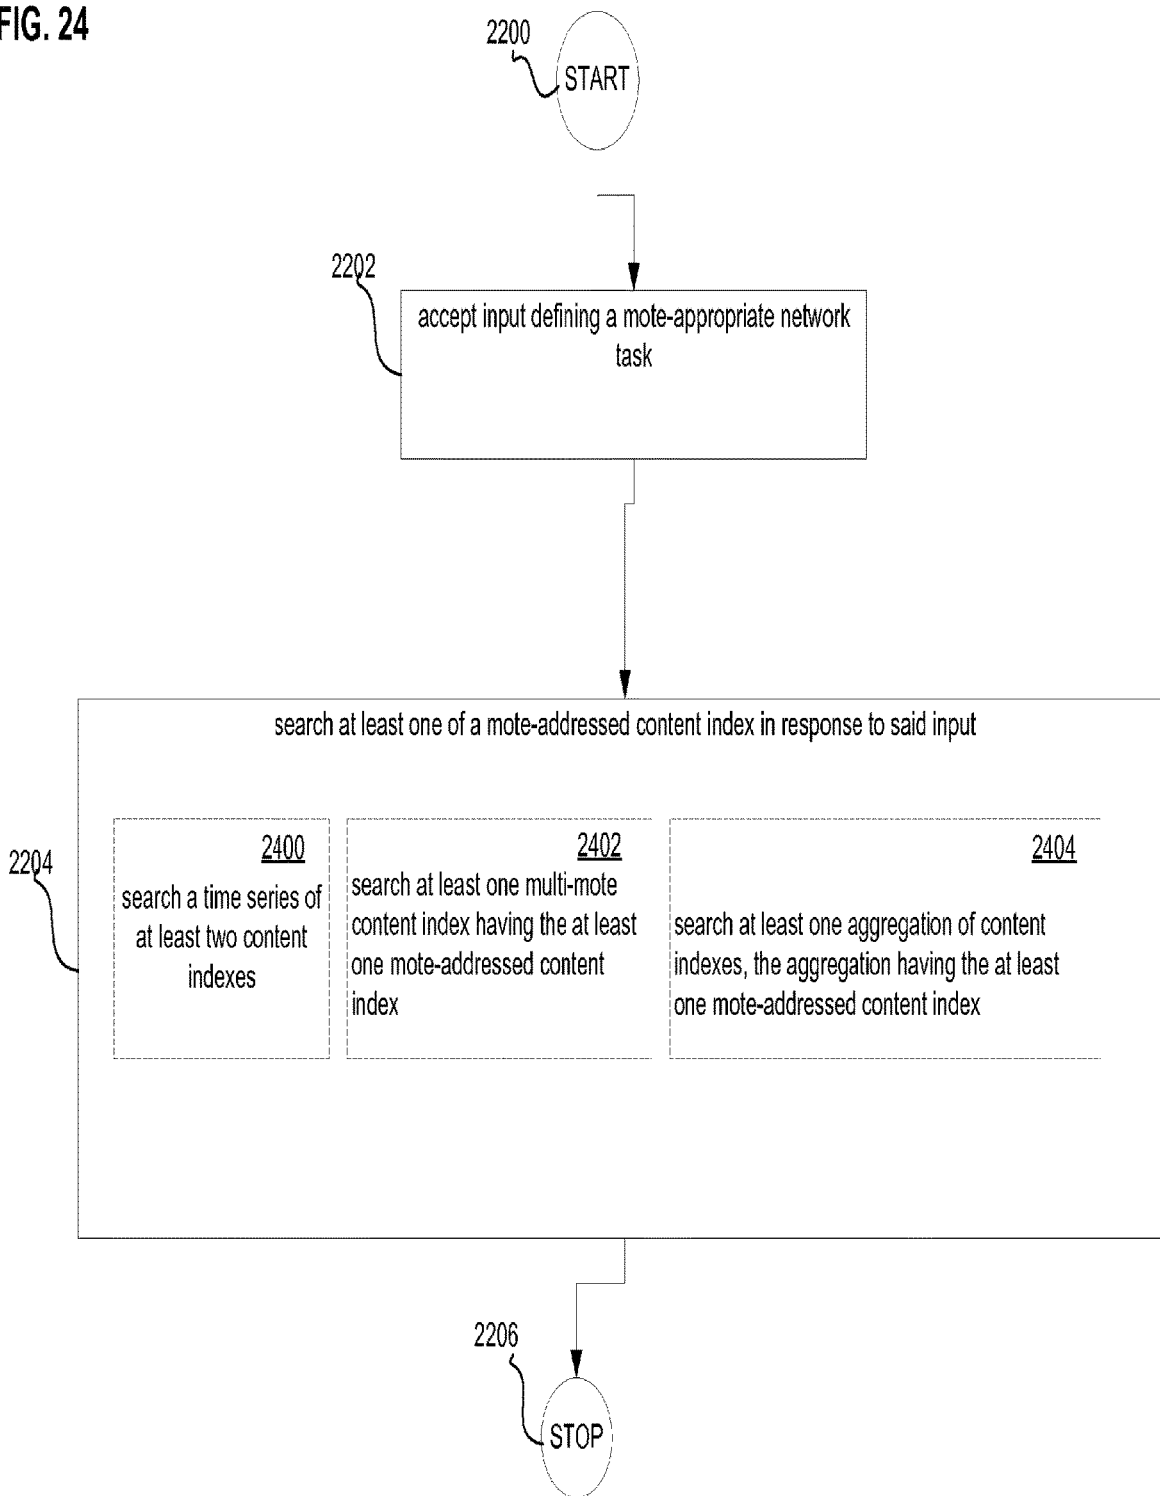 FIG. 24
2200
START
2202
accept input defining a mote-appropriate network
task
search at least one of a mote-addressed content index in response to said input
2204
2400
search a time series of
at least two content
indexes
2402
search at least one multi-mote
content index having the at least
one mote-addressed content
index
2404
search at least one aggregation of content
indexes, the aggregation having the at least
one mote-addressed content index
2206
STOP